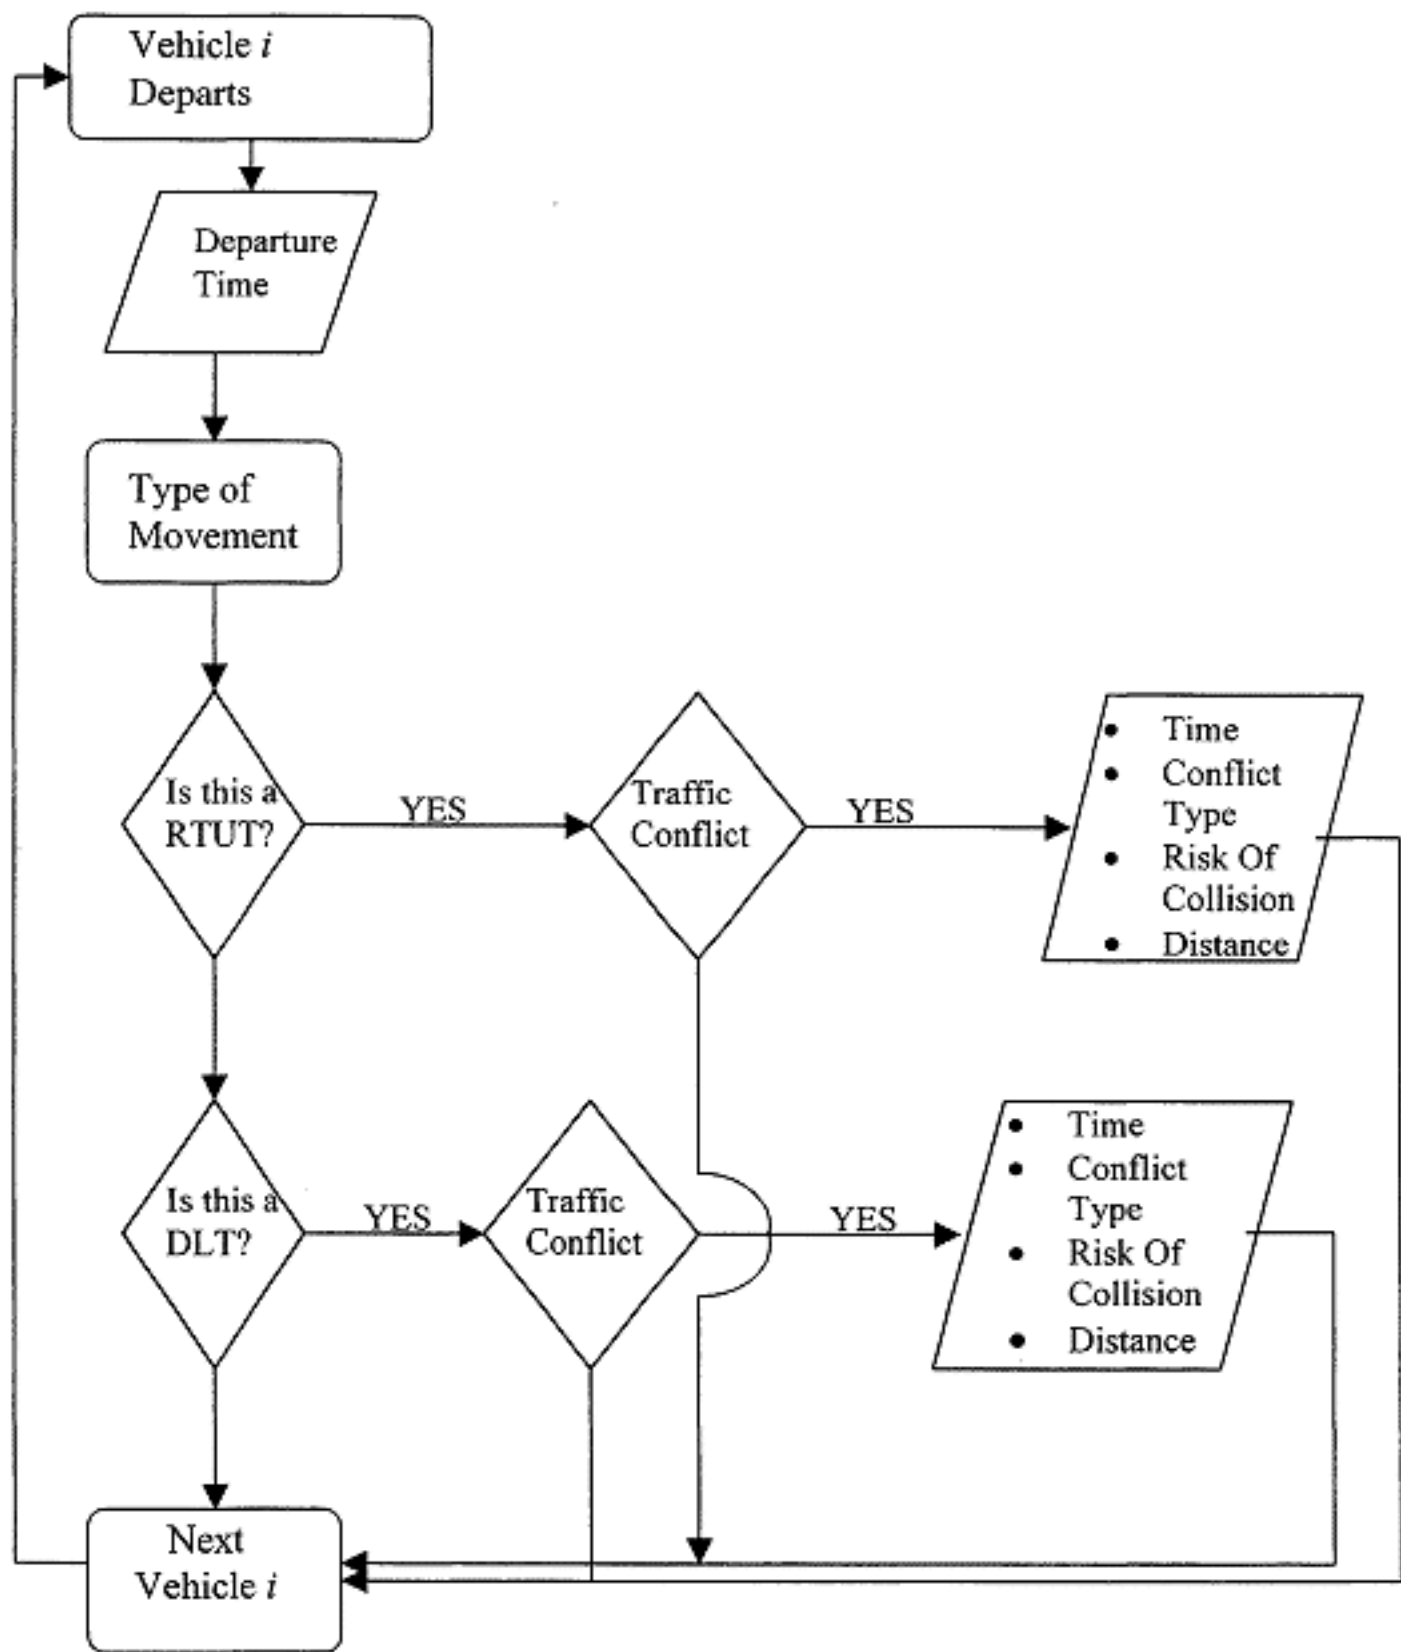 Vehicle i
Departs
Departure
Time
Type of
Movement
Is this a
RTUT?
YES
Traffic
Conflict
YES
• Time
• Conflict
Type
• Risk Of
Collision
• Distance
Is this a
DLT?
YES
Traffic
Conflict
YES
• Time
• Conflict
Type
• Risk Of
Collision
• Distance
Next
Vehicle i